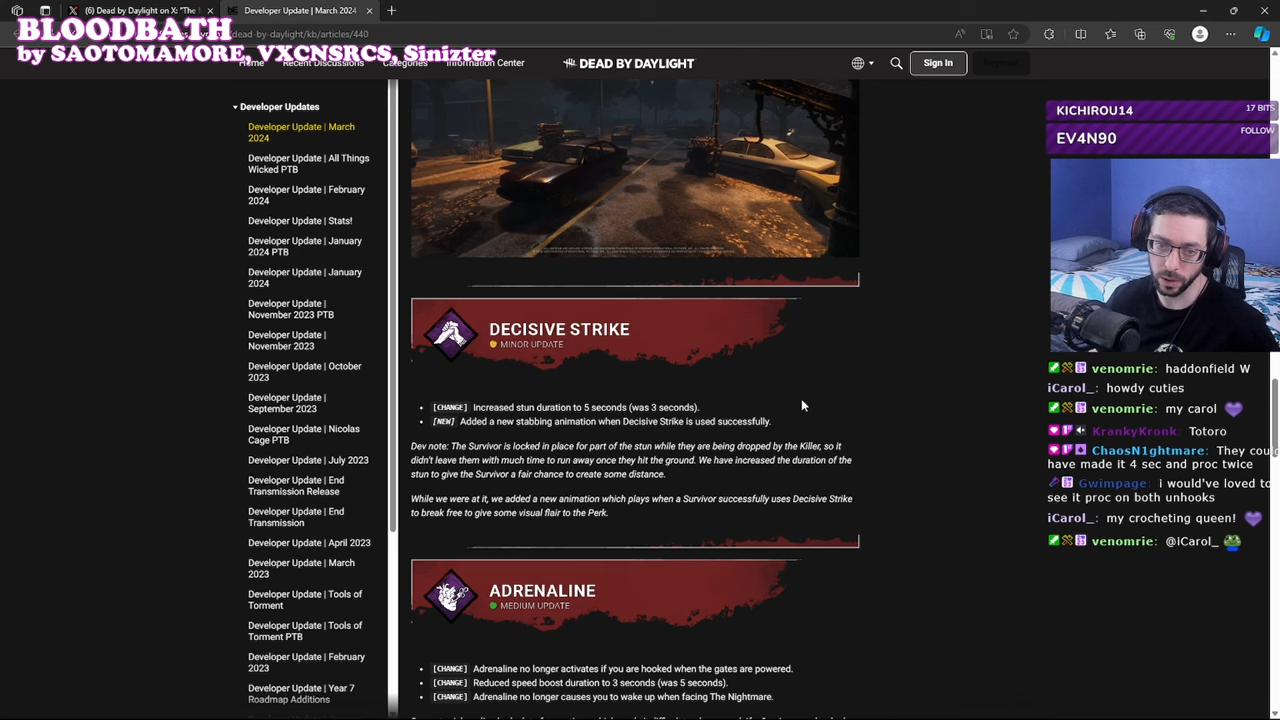 (6) Dead by Daylight on X: "The M
Developer Update | March 2024
BLOODBATH
by SAOTOMAMORE, VXCNSRCS, Sinizter
/dead-by-daylight/kb/articles/440
Home
Recent Discussions
Categories
Information Center
DEAD BY DAYLIGHT
Sign In
Register
Developer Updates
Developer Update | March
2024
Developer Update | All Things
Wicked PTB
Developer Update | February
2024
Developer Update | Stats!
Developer Update | January
2024 PTB
Developer Update | January
2024
Developer Update |
November 2023 PTB
Developer Update |
November 2023
Developer Update | October
2023
Developer Update |
September 2023
Developer Update | Nicolas
Cage PTB
Developer Update | July 2023
Developer Update | End
Transmission Release
Developer Update | End
Transmission
Developer Update | April 2023
Developer Update | March
2023
Developer Update | Tools of
Torment
Developer Update | Tools of
Torment PTB
Developer Update | February
2023
Developer Update | Year 7
Roadmap Additions
DECISIVE STRIKE
MINOR UPDATE
[CHANGE] Increased stun duration to 5 seconds (was 3 seconds).
[NEW] Added a new stabbing animation when Decisive Strike is used successfully.
Dev note: The Survivor is locked in place for part of the stun while they are being dropped by the Killer, so it
didn't leave them with much time to run away once they hit the ground. We have increased the duration of the
stun to give the Survivor a fair chance to create some distance.
While we were at it, we added a new animation which plays when a Survivor successfully uses Decisive Strike
to break free to give some visual flair to the Perk.
ADRENALINE
MEDIUM UPDATE
[CHANGE] Adrenaline no longer activates if you are hooked when the gates are powered.
[CHANGE] Reduced speed boost duration to 3 seconds (was 5 seconds).
[CHANGE] Adrenaline no longer causes you to wake up when facing The Nightmare.
KICHIROU14
17 BITS
EV4N90
FOLLOW
venomrie: haddonfield W
iCarol_: howdy cuties
venomrie: my carol
KrankyKronk: Totoro
ChaosN1ghtmare: They cou
have made it 4 sec and proc twice
Gwimpage: i would've loved to
see it proc on both unhooks
iCarol_: my crocheting queen!
venomrie: @iCarol_